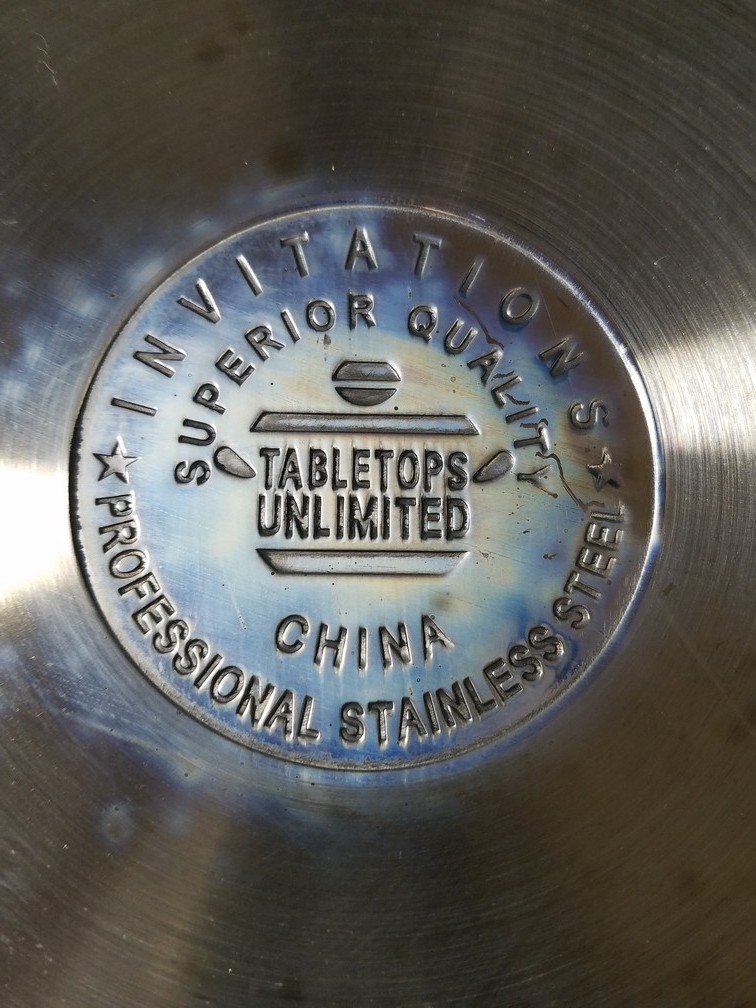 INVITATIONS
SUPERIOR QUALITY
TABLETOPS
UNLIMITED
CHINA
PROFESSIONAL STAINLESS STEEL